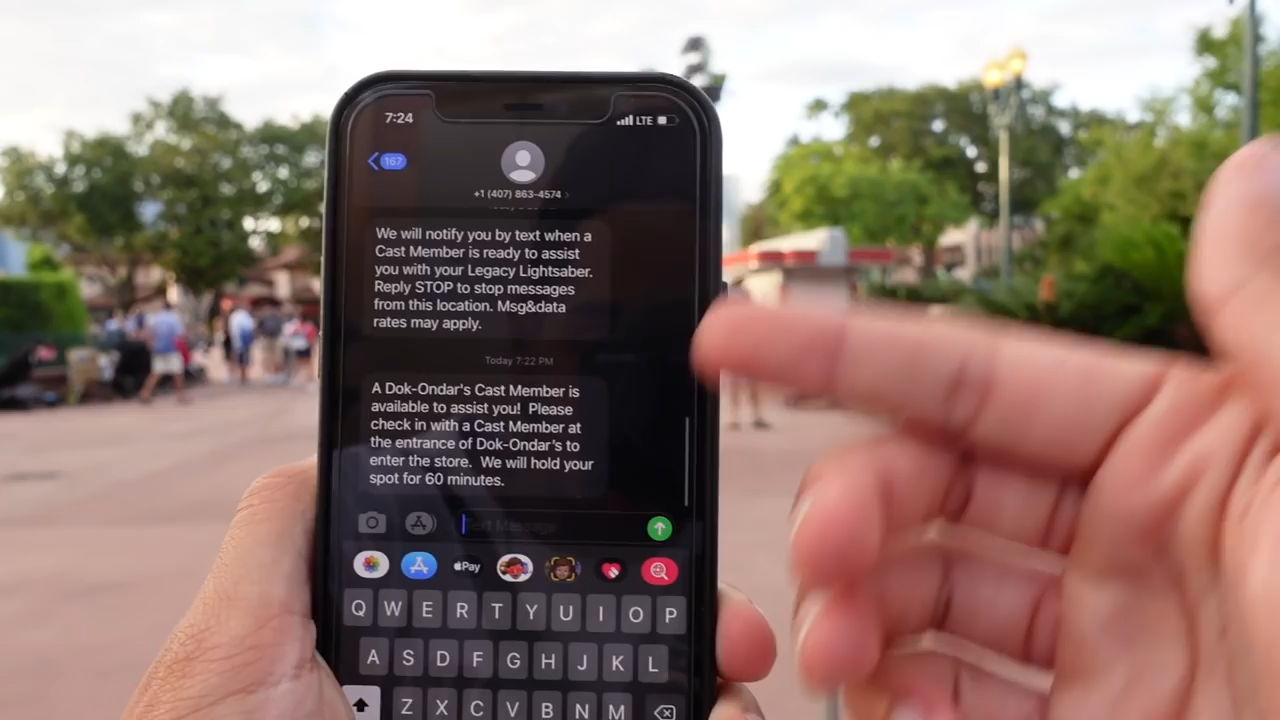 7:24
LTE
167
+1 (407) 863-4574
We will notify you by text when a
Cast Member is ready to assist
you with your Legacy Lightsaber.
Reply STOP to stop messages
from this location. Msg&data
rates may apply.
Today 7:22 PM
A Dok-Ondar's Cast Member is
available to assist you!  Please
check in with a Cast Member at
the entrance of Dok-Ondar's to
enter the store.  We will hold your
spot for 60 minutes.
Text Message
Pay
Q W E R T Y U I O P
A S D F G H J K L
Z X C V B N M